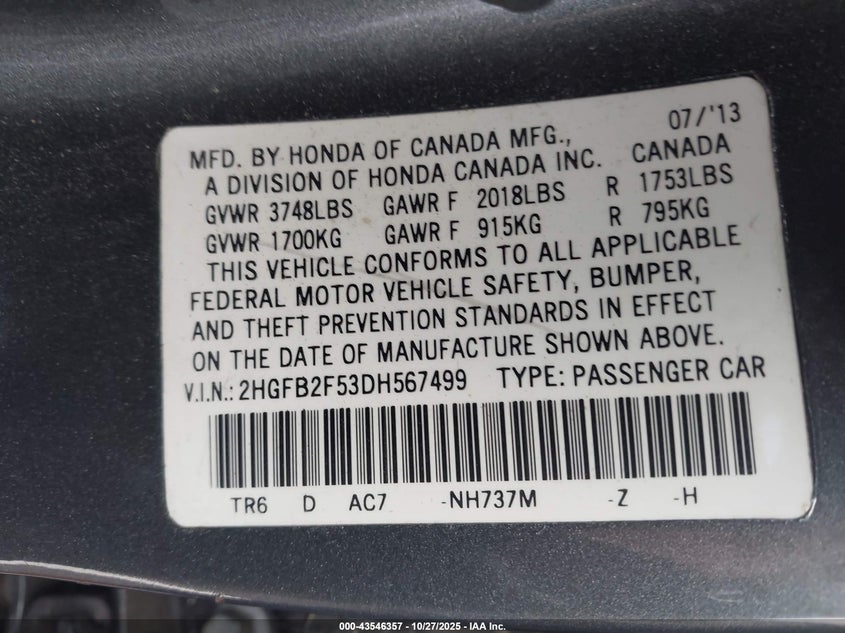 07/'13
MFD. BY HONDA OF CANADA MFG.,
A DIVISION OF HONDA CANADA INC. CANADA
GVWR 3748LBS GAWR F 2018LBS R 1753LBS
GVWR 1700KG GAWR F 915KG R 795KG
THIS VEHICLE CONFORMS TO ALL APPLICABLE
FEDERAL MOTOR VEHICLE SAFETY, BUMPER,
AND THEFT PREVENTION STANDARDS IN EFFECT
ON THE DATE OF MANUFACTURE SHOWN ABOVE.
V.I.N.: 2HGFB2F53DH567499 TYPE: PASSENGER CAR
TR6 D AC7 -NH737M -Z -H
000-43546357 | 10/27/2025 - IAA Inc.